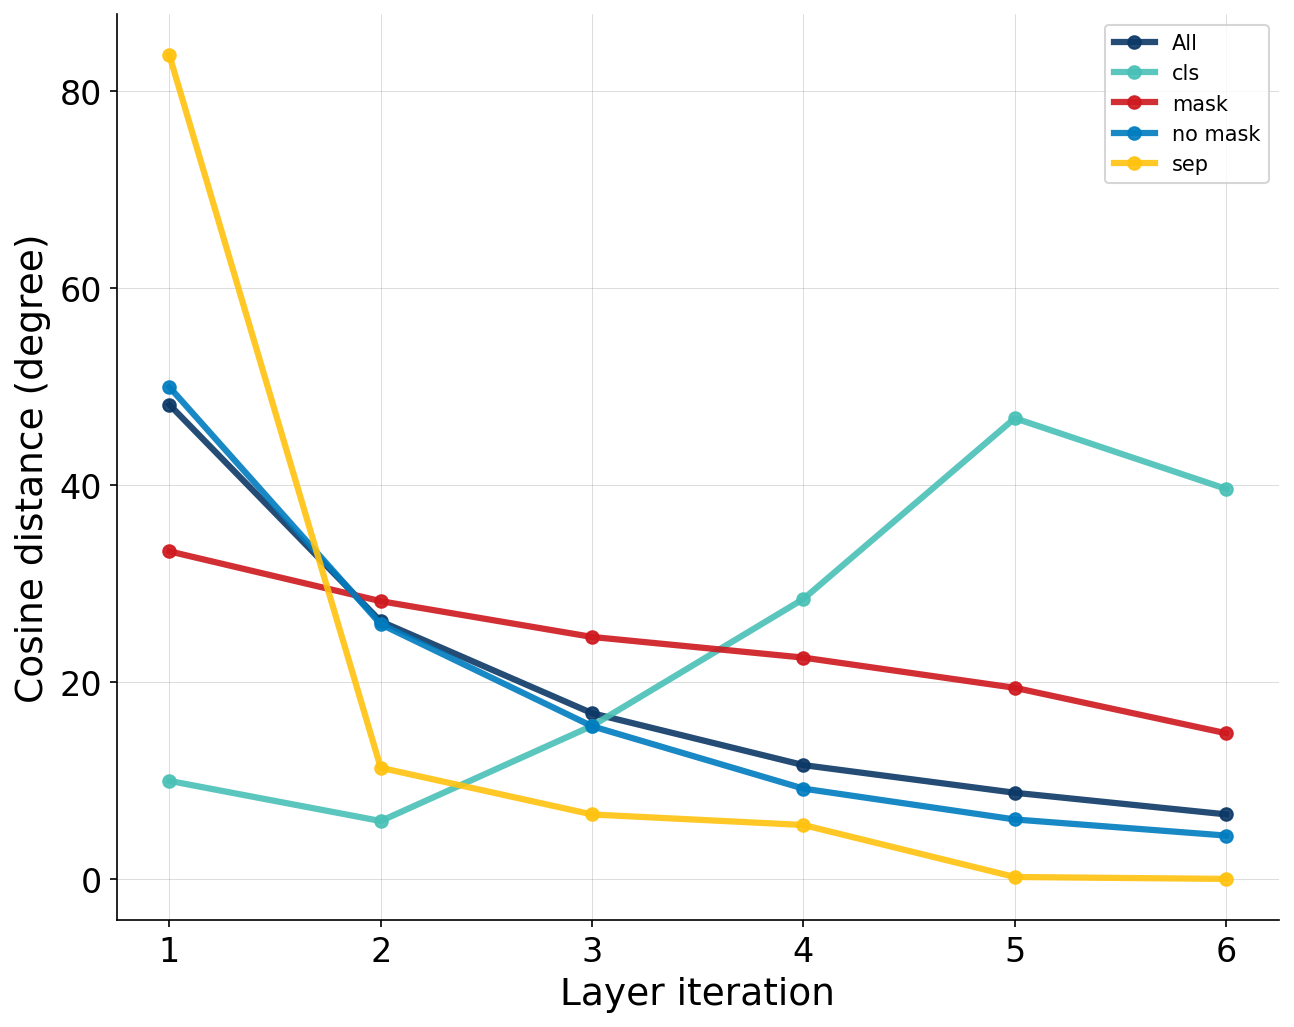 All
cls
mask
no mask
sep
Cosine distance (degree)
80
60
40
20
0
1 2 3 4 5 6
Layer iteration